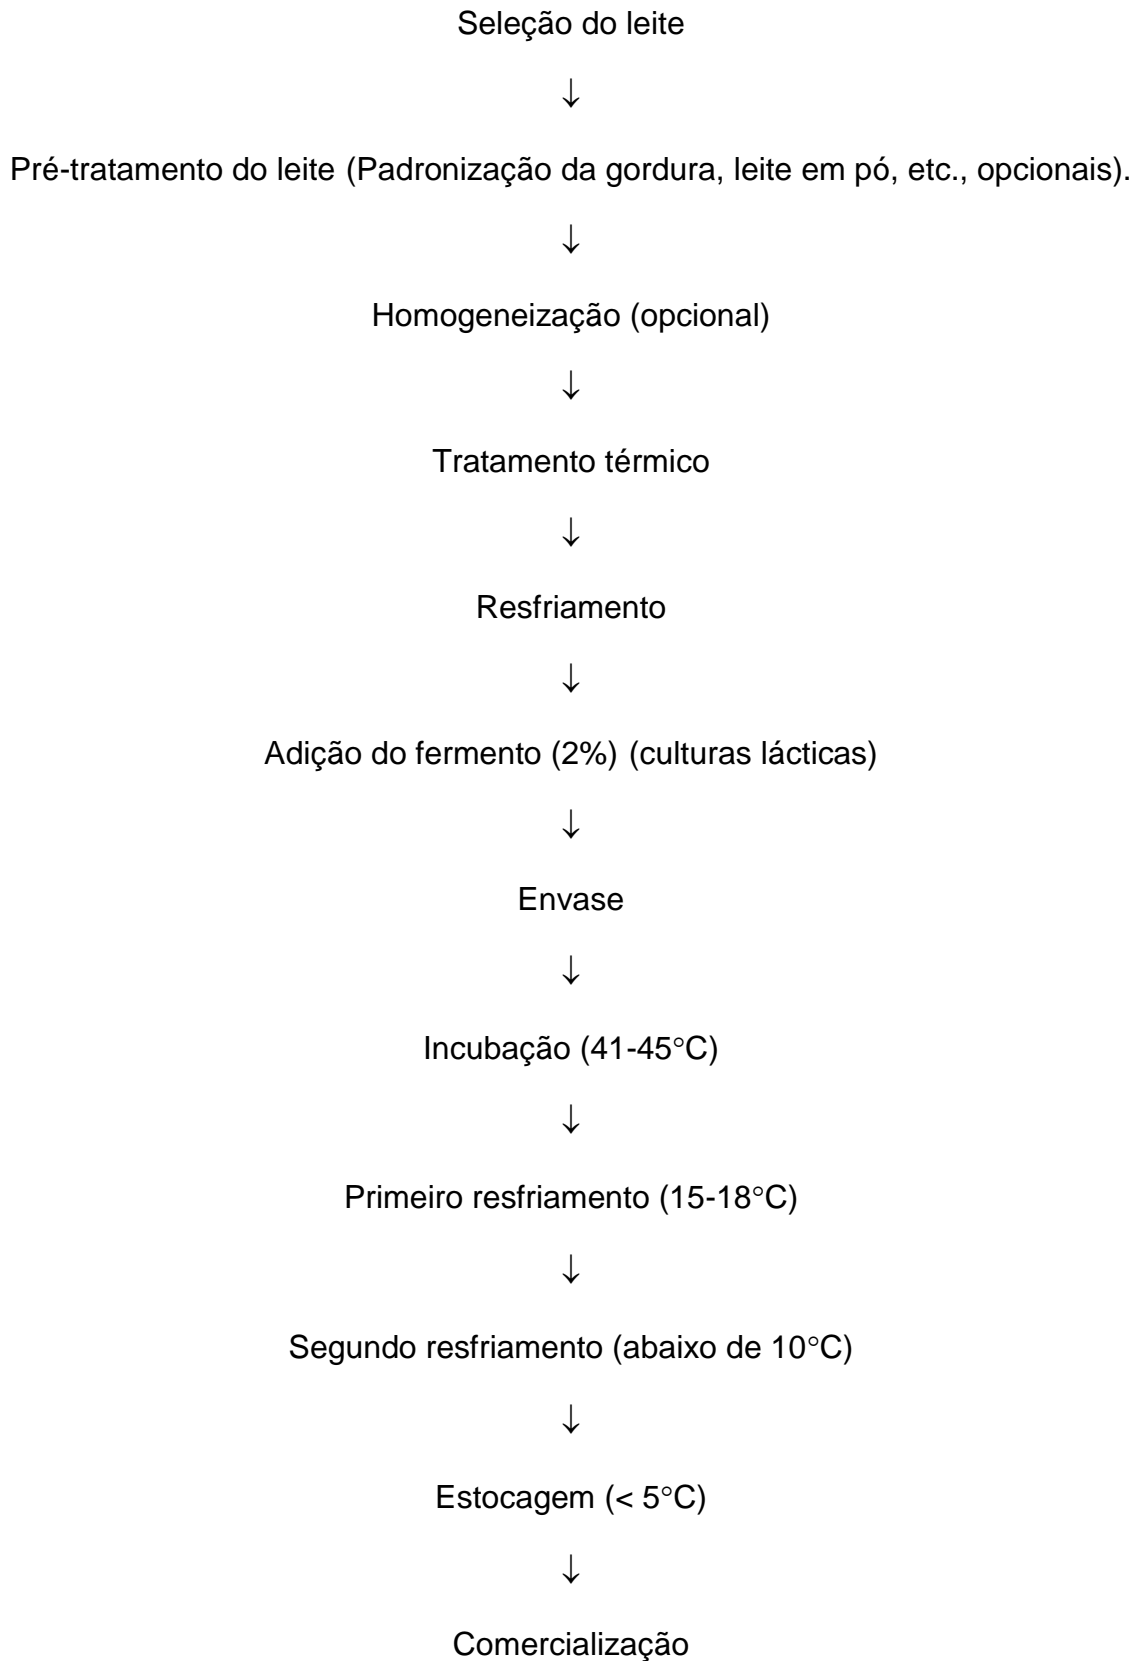 Seleção do leite
↓
Pré-tratamento do leite (Padronização da gordura, leite em pó, etc., opcionais).
↓
Homogeneização (opcional)
↓
Tratamento térmico
↓
Resfriamento
↓
Adição do fermento (2%) (culturas lácticas)
↓
Envase
↓
Incubação (41-45°C)
↓
Primeiro resfriamento (15-18°C)
↓
Segundo resfriamento (abaixo de 10°C)
↓
Estocagem (< 5°C)
↓
Comercialização